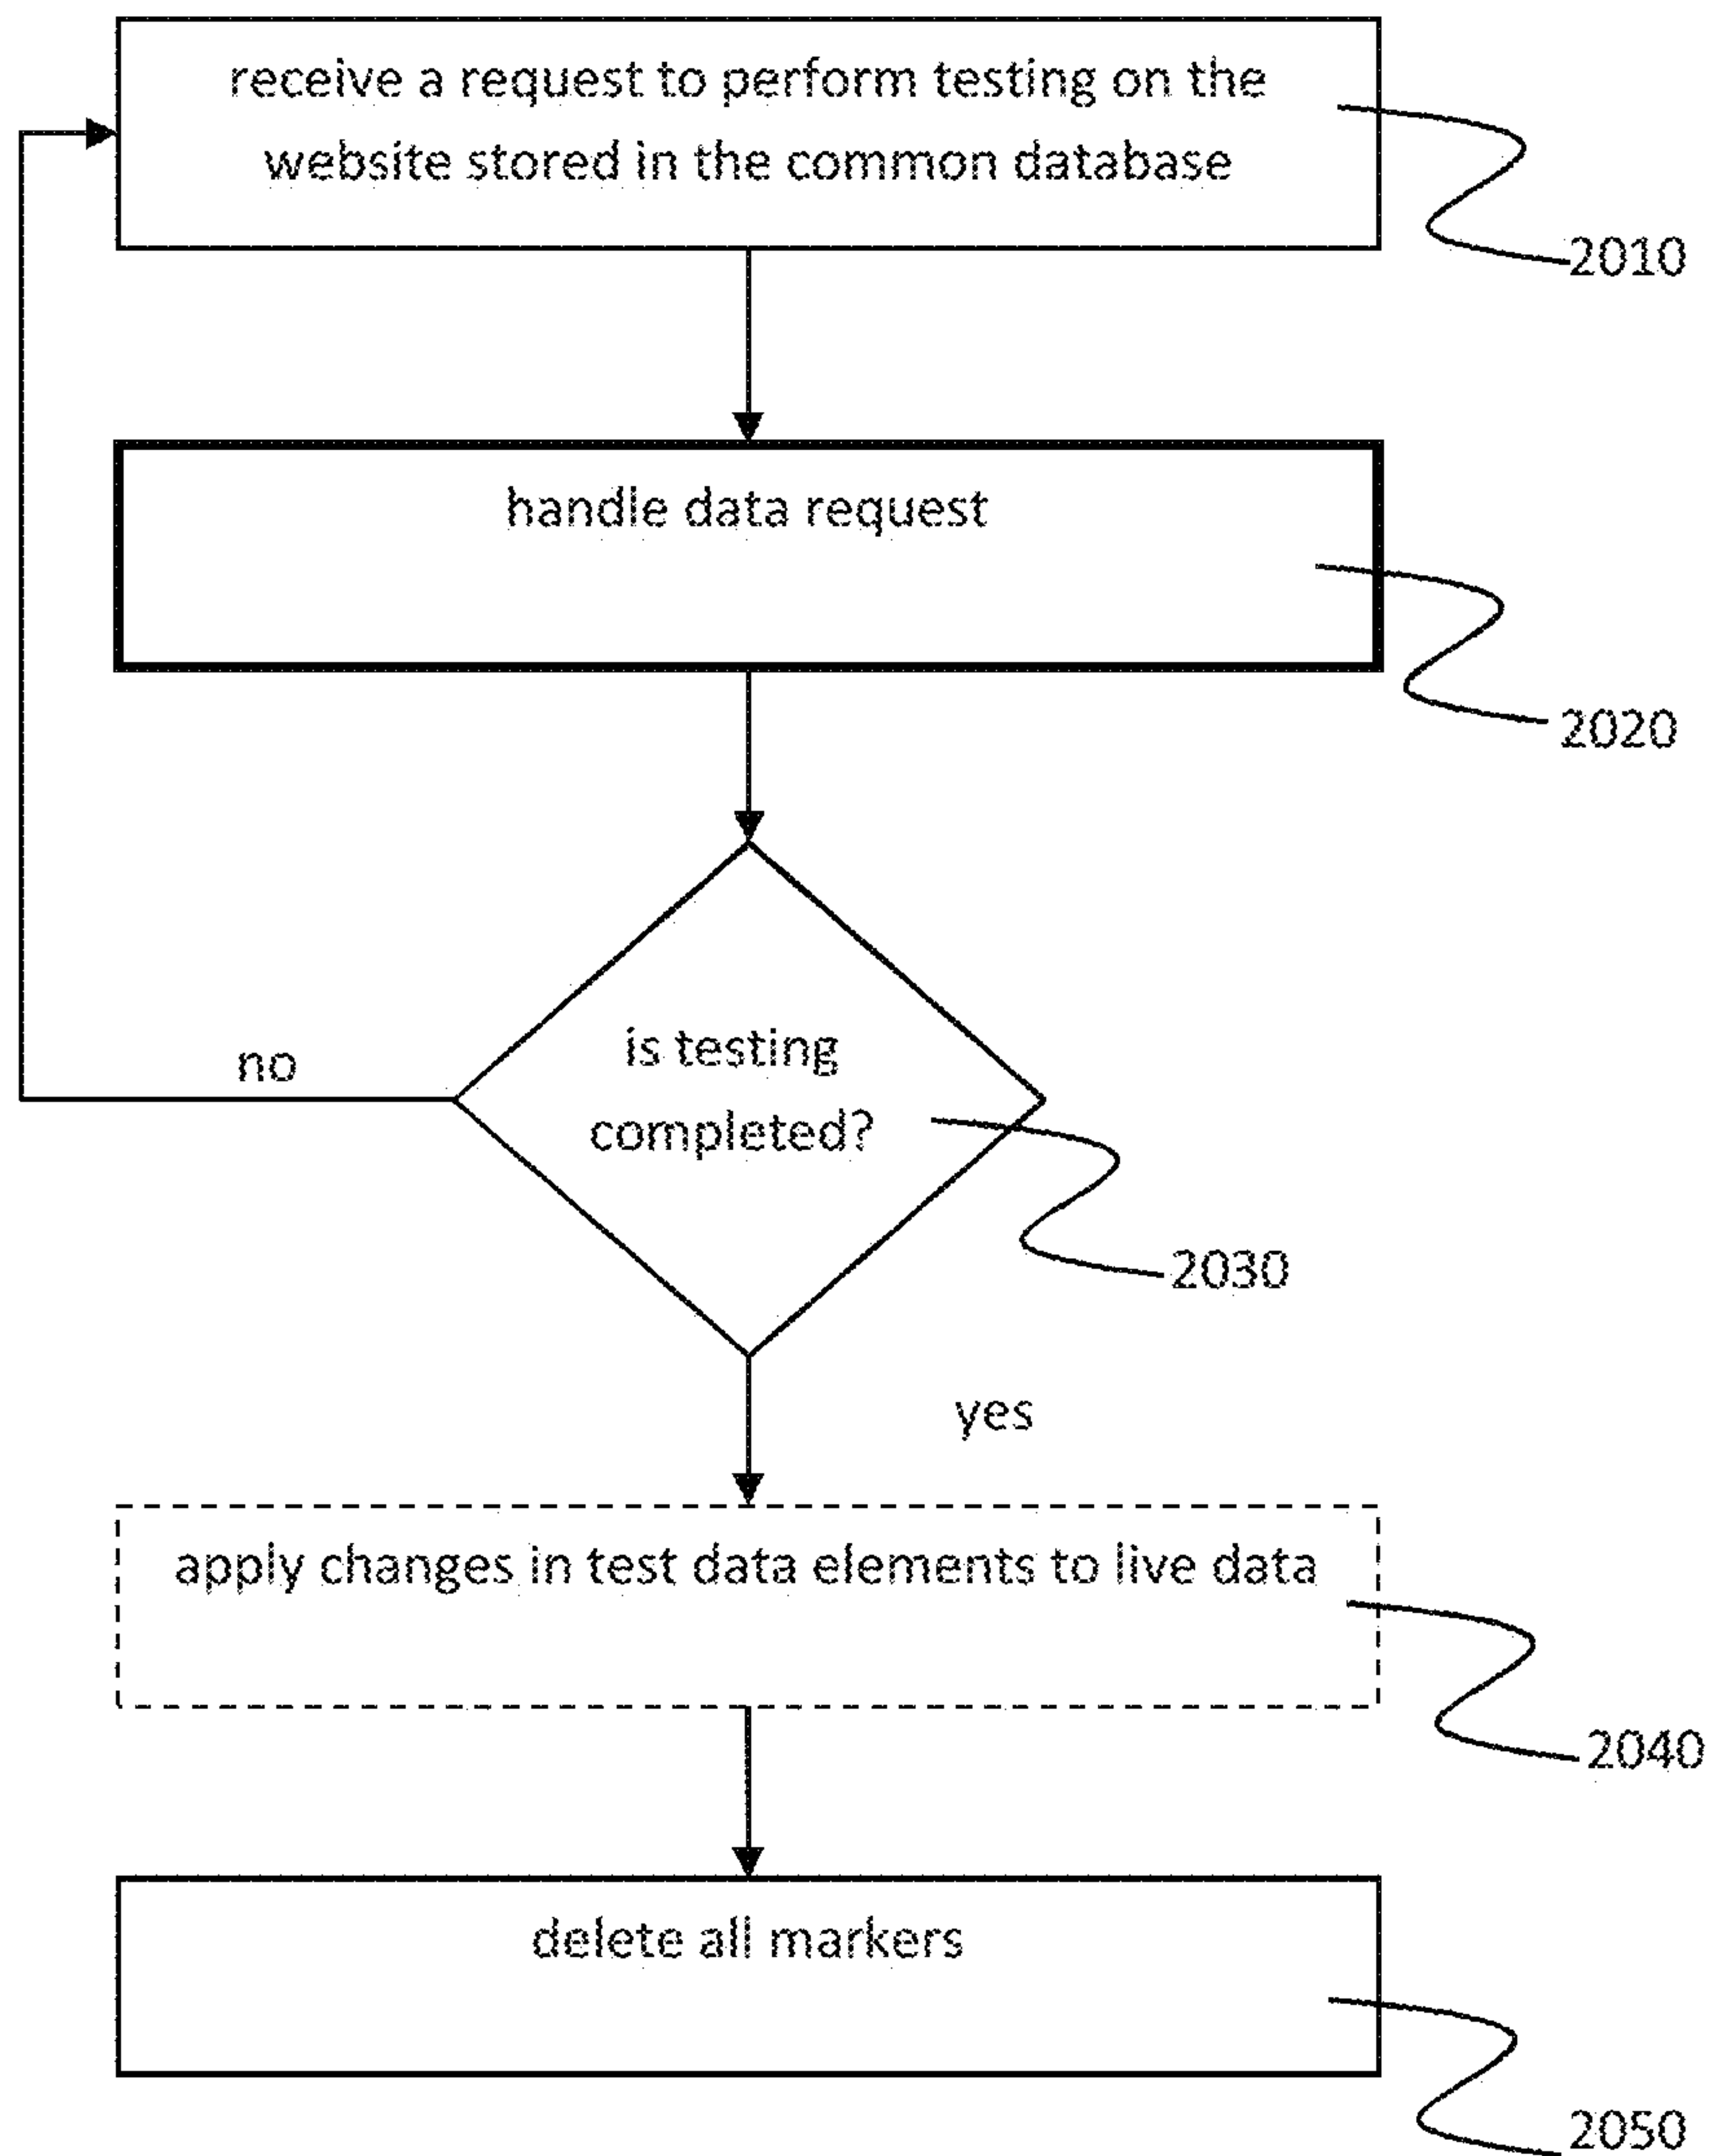 receive a request to perform testing on the
website stored in the common database
2010
handle data request
2020
is testing
completed?
no
2030
yes
apply changes in test data elements to live data
2040
delete all markers
2050